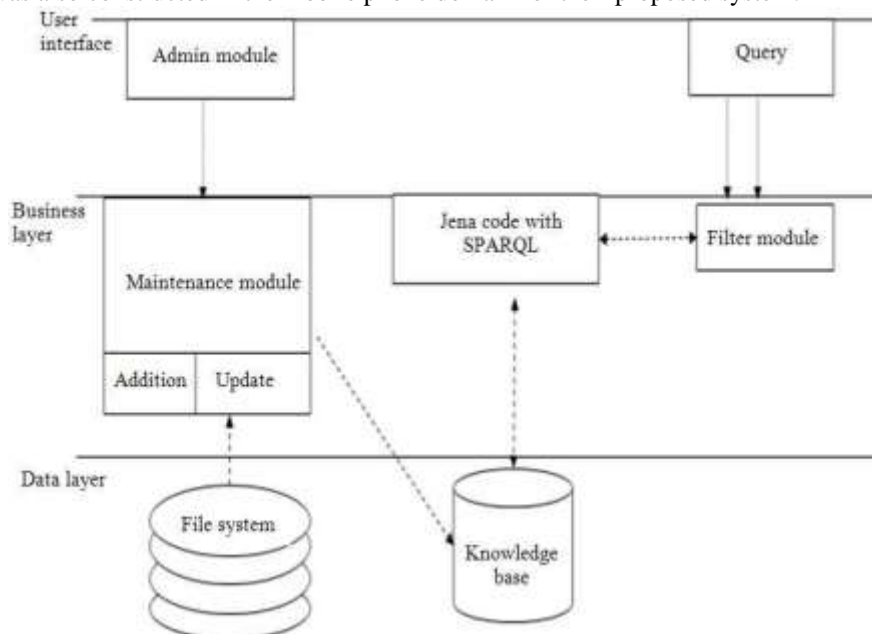 User
interface
Admin module
Query
Business
layer
Jena code with
SPARQL
Filter module
Maintenance module
Addition
Update
Data layer
File system
Knowledge
base